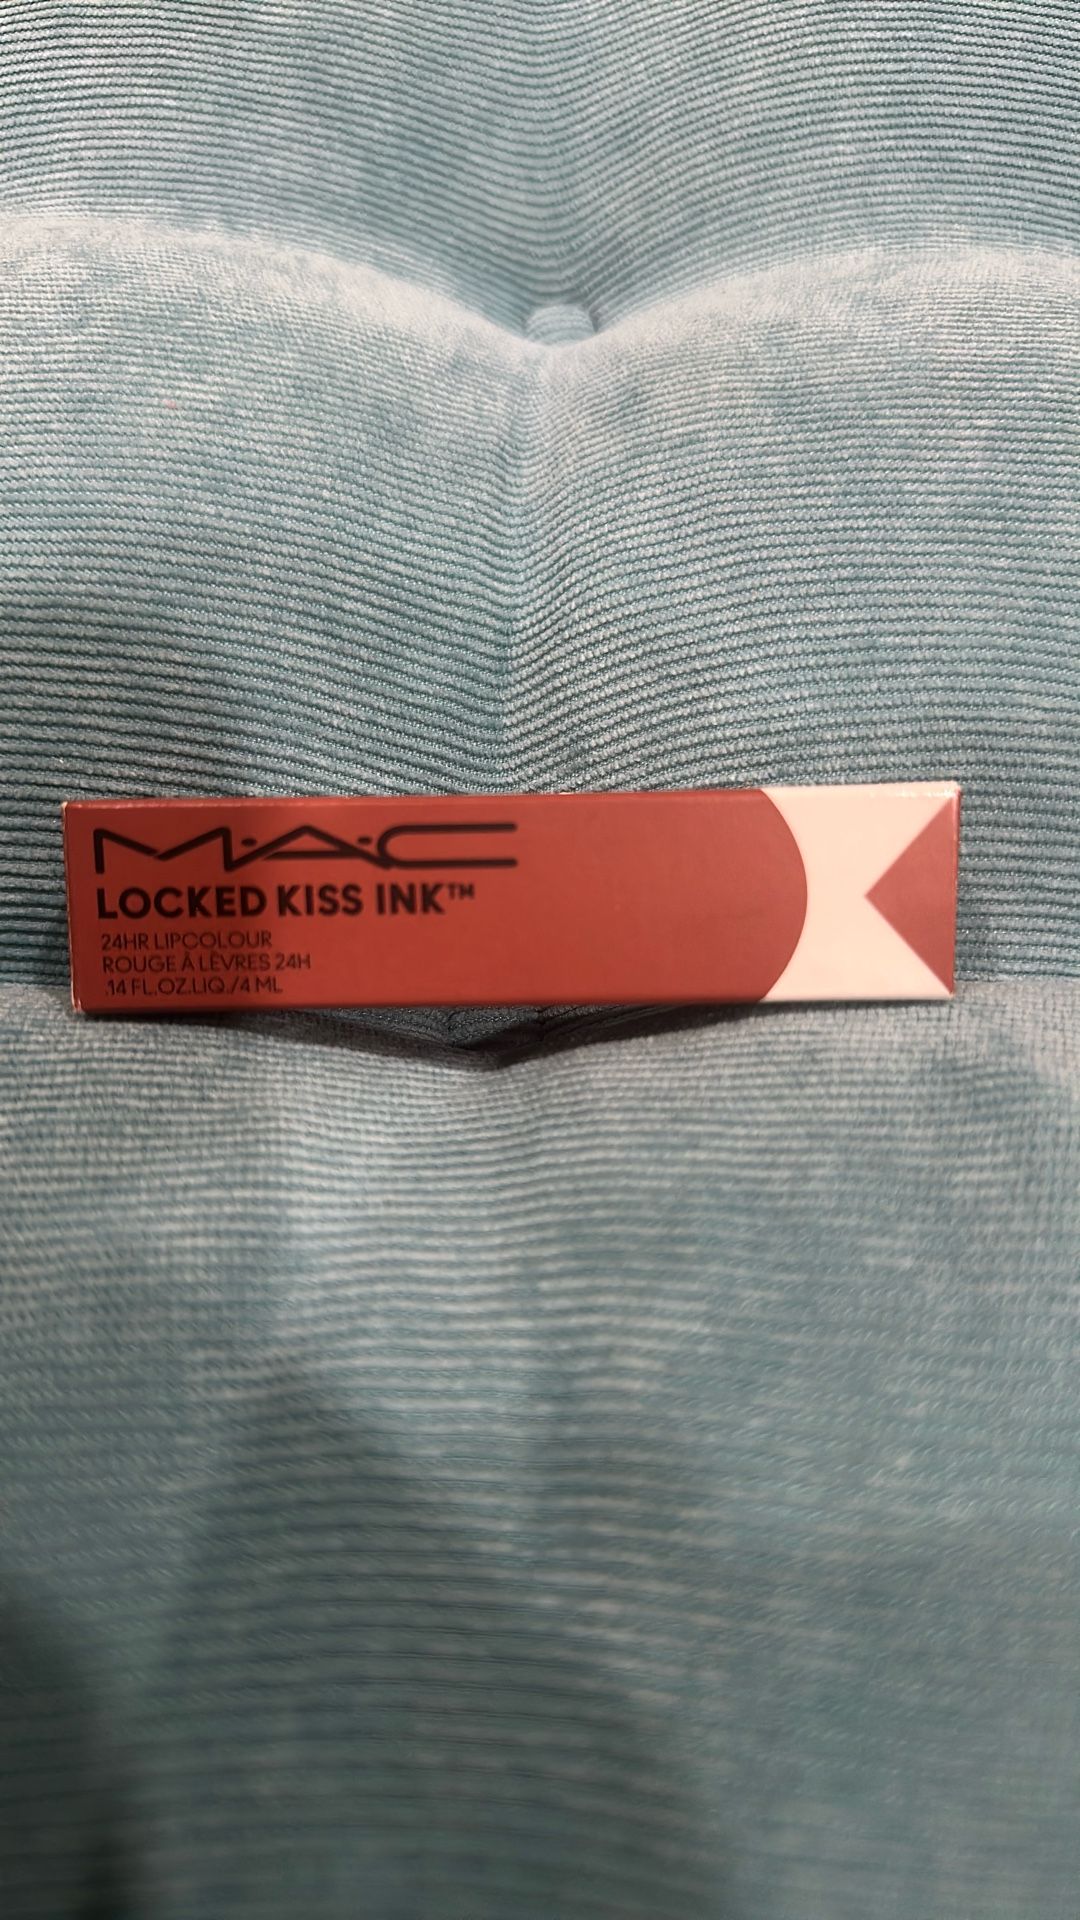 M·A·C
LOCKED KISS INK™
24HR LIPCOLOUR
ROUGE À LÈVRES 24H
.14 FL.OZ.LIQ./4 ML